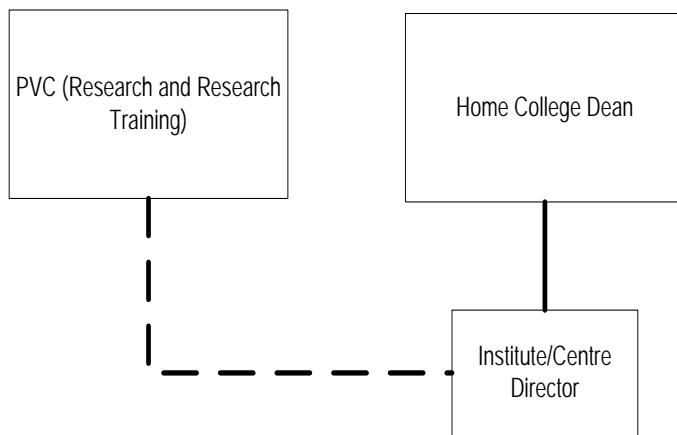 PVC (Research and Research
Training)
Home College Dean
Institute/Centre
Director